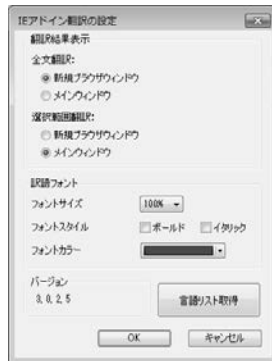 IEアドイン翻訳の設定
翻訳結果表示
全文翻訳:
新規ブラウザウィンドウ
メインウィンドウ
選択範囲翻訳:
新規ブラウザウィンドウ
メインウィンドウ
訳語フォント
フォントサイズ 100%
フォントスタイル ボールド イタリック
フォントカラー
バージョン
3, 0, 2, 5
言語リスト取得
OK キャンセル